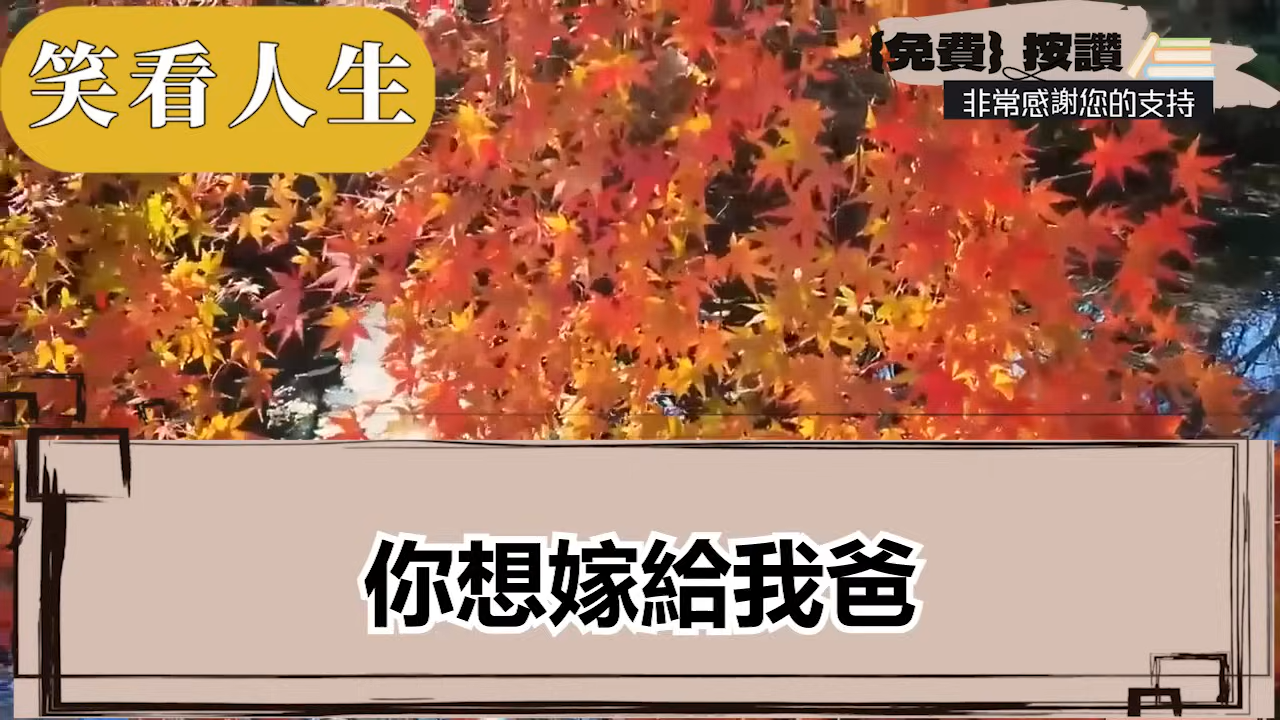 笑看人生
{免費} 按讚
非常感謝您的支持
你想嫁給我爸